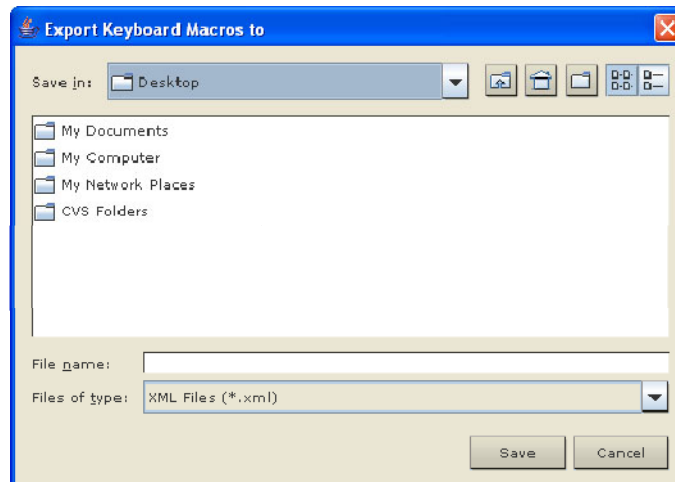 Export Keyboard Macros to
Save in: Desktop
My Documents
My Computer
My Network Places
CVS Folders
File name:
Files of type: XML Files (*.xml)
Save Cancel